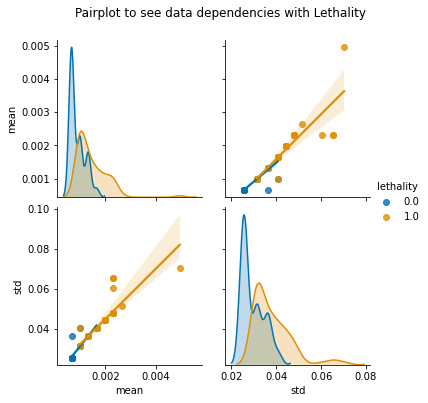 Pairplot to see data dependencies with Lethality
0.005
0.004
0.003
0.002
0.001
mean
lethality
0.0
1.0
0.10
0.08
0.06
0.04
std
0.002
0.004
0.02
0.04
0.06
0.08
mean
std